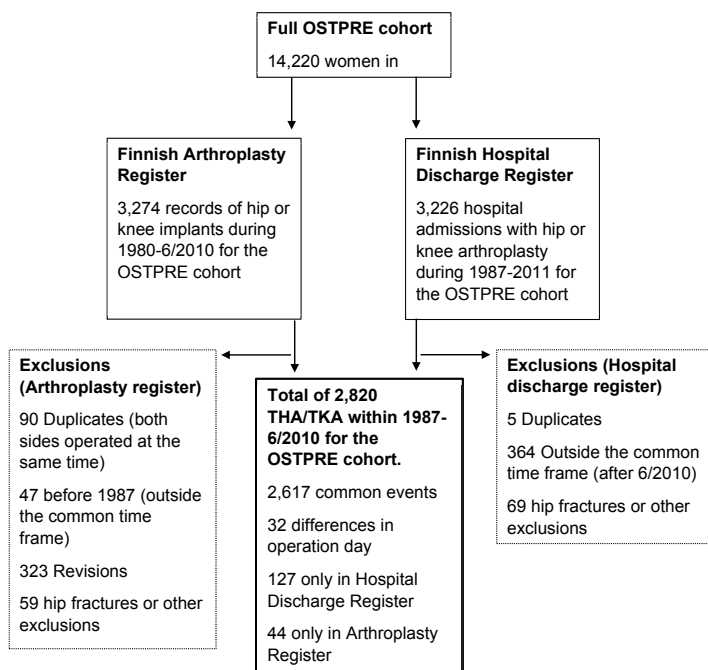 Full OSTPRE cohort
14,220 women in
Finnish Arthroplasty
Register
3,274 records of hip or
knee implants during
1980-6/2010 for the
OSTPRE cohort
Finnish Hospital
Discharge Register
3,226 hospital
admissions with hip or
knee arthroplasty
during 1987-2011 for
the OSTPRE cohort
Exclusions
(Arthroplasty register)
90 Duplicates (both
sides operated at the
same time)
47 before 1987 (outside
the common time
frame)
323 Revisions
59 hip fractures or other
exclusions
Total of 2,820
THA/TKA within 1987-
6/2010 for the
OSTPRE cohort.
2,617 common events
32 differences in
operation day
127 only in Hospital
Discharge Register
44 only in Arthroplasty
Register
Exclusions (Hospital
discharge register)
5 Duplicates
364 Outside the common
time frame (after 6/2010)
69 hip fractures or other
exclusions